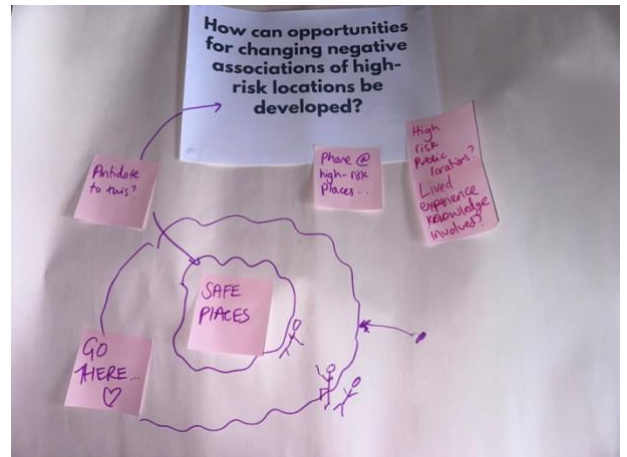 How can opportunities
for changing negative
associations of high-
risk locations be
developed?
Antidote
to this?
Phone @
high-risk
Places..
High
risk
Public
locations?
Lived
experience
knowledge
involved?
SAFE
PlACES
GO
THERE...